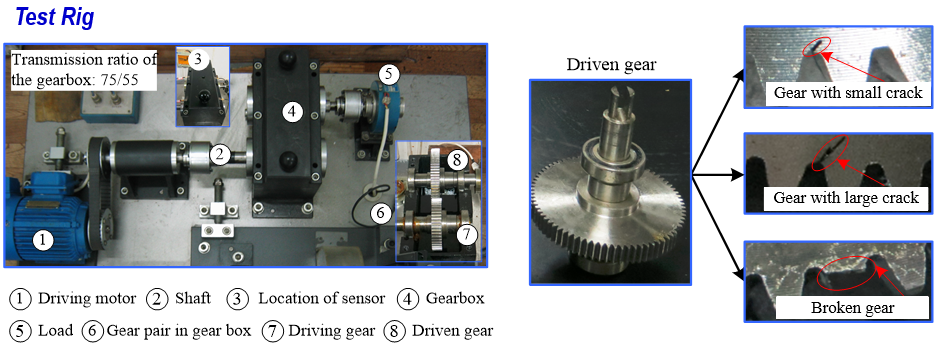 Test Rig
Transmission ratio of
the gearbox: 75/55
3
5
4
2
8
6
7
1
1 Driving motor 2 Shaft 3 Location of sensor 4 Gearbox
5 Load 6 Gear pair in gear box 7 Driving gear 8 Driven gear
Driven gear
Gear with small crack
Gear with large crack
Broken gear